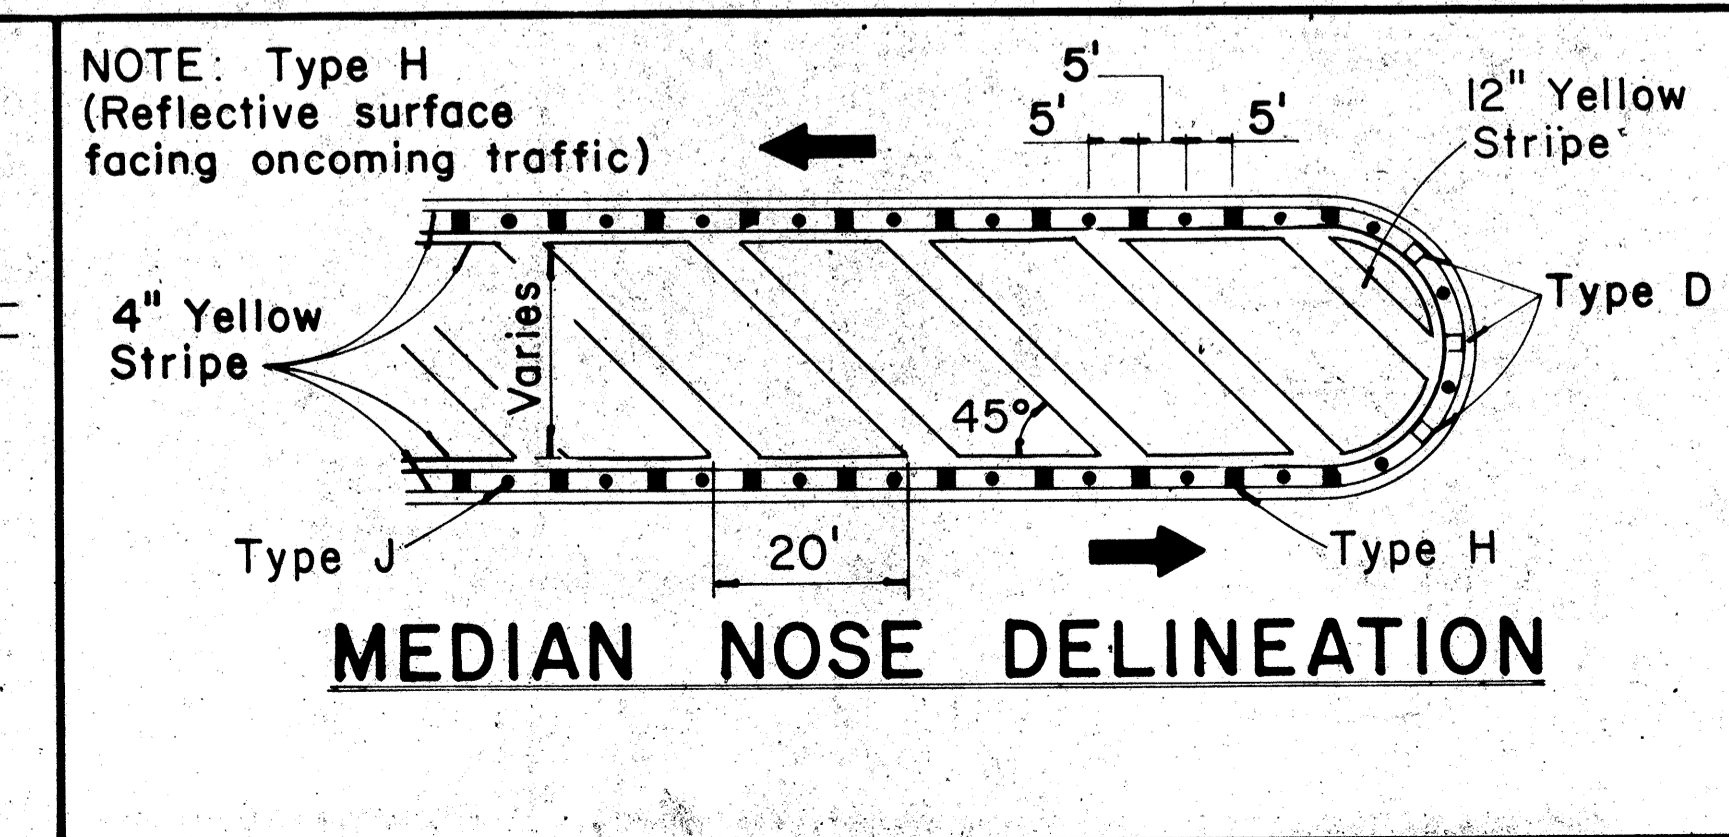 NOTE: Type H
(Reflective surface
facing oncoming traffic)
5'
5'
5'
12" Yellow
Stripe
4" Yellow
Stripe
Varies
45°
Type D
Type J
20'
Type H
MEDIAN NOSE DELINEATION